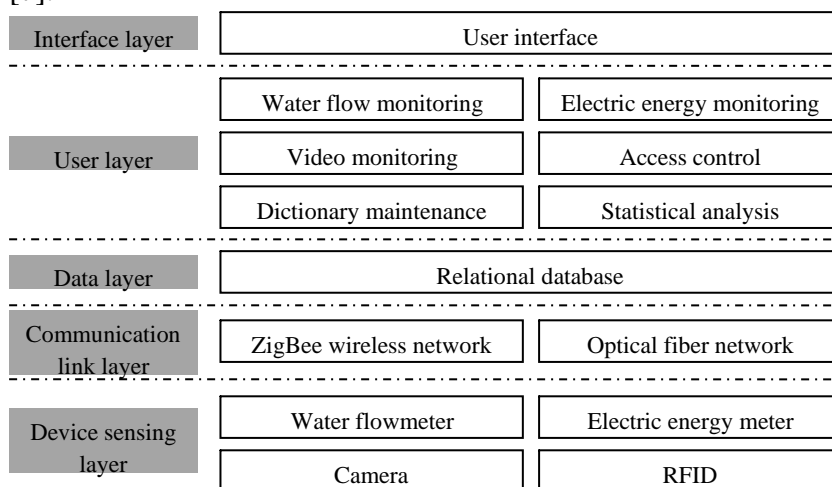 Interface layer
User interface
Water flow monitoring
Electric energy monitoring
User layer
Video monitoring
Access control
Dictionary maintenance
Statistical analysis
Data layer
Relational database
Communication
link layer
ZigBee wireless network
Optical fiber network
Device sensing
layer
Water flowmeter
Electric energy meter
Camera
RFID